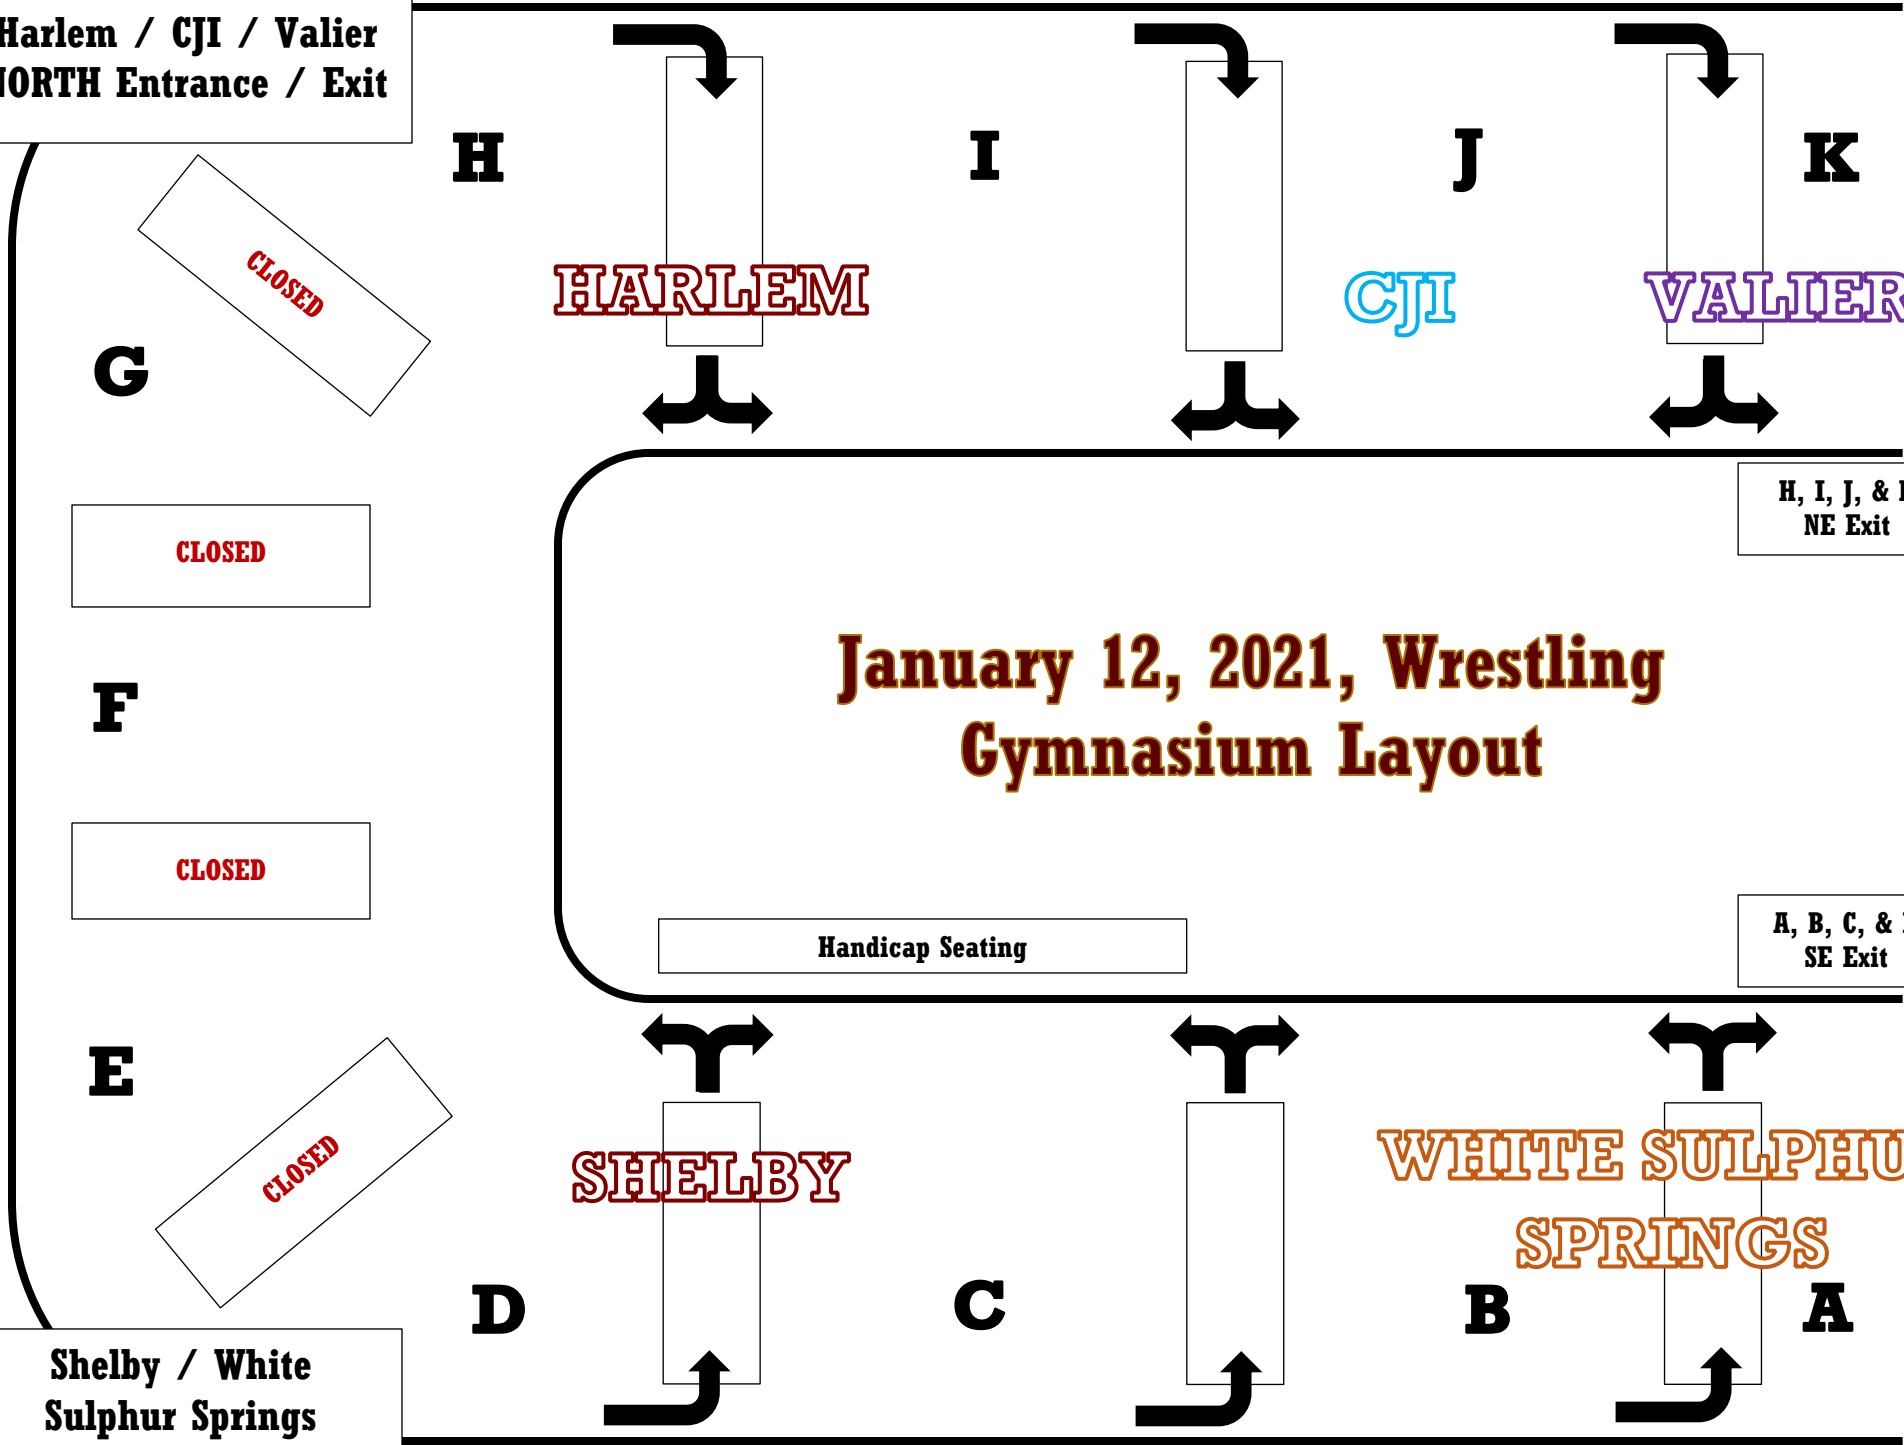 Harlem / CJI / Valier
NORTH Entrance / Exit
H
I
J
K
CLOSED
HARLEM
CJI
VALIER
G
H, I, J, &
NE Exit
CLOSED
January 12, 2021, Wrestling
Gymnasium Layout
F
CLOSED
A, B, C, &
SE Exit
Handicap Seating
E
CLOSED
SHELBY
WHITE SULPHU
SPRINGS
D
C
B
A
Shelby / White
Sulphur Springs